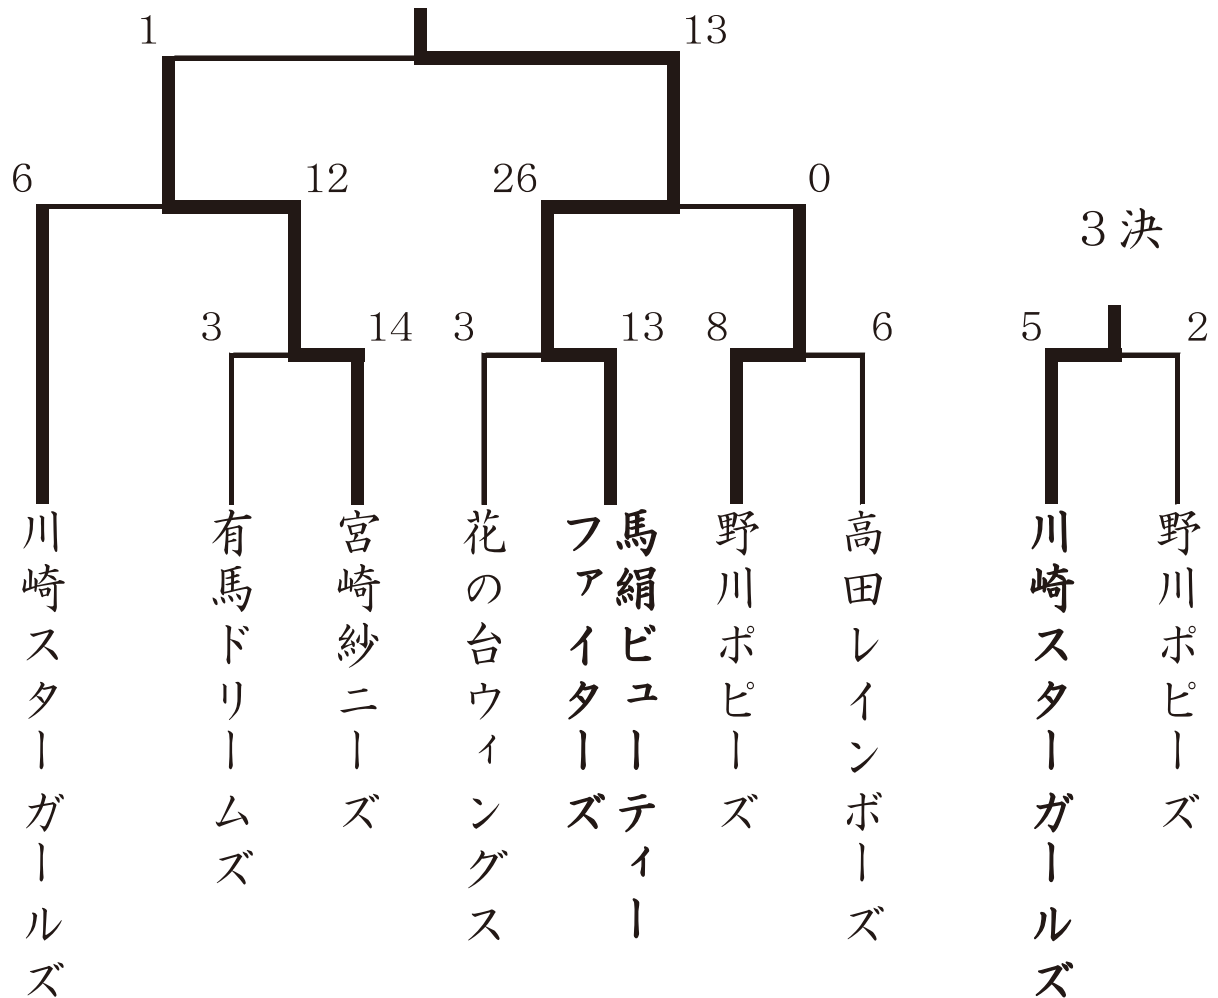 1
13
6
12
26
0
3決
3
14
3
13
8
6
5
2
川崎スターガールズ
有馬ドリームズ
宮崎紗ニーズ
花の台ウィングス
馬絹ビューティー
ファイターズ
野川ポピーズ
高田レインボーズ
川崎スターガールズ
野川ポピーズ